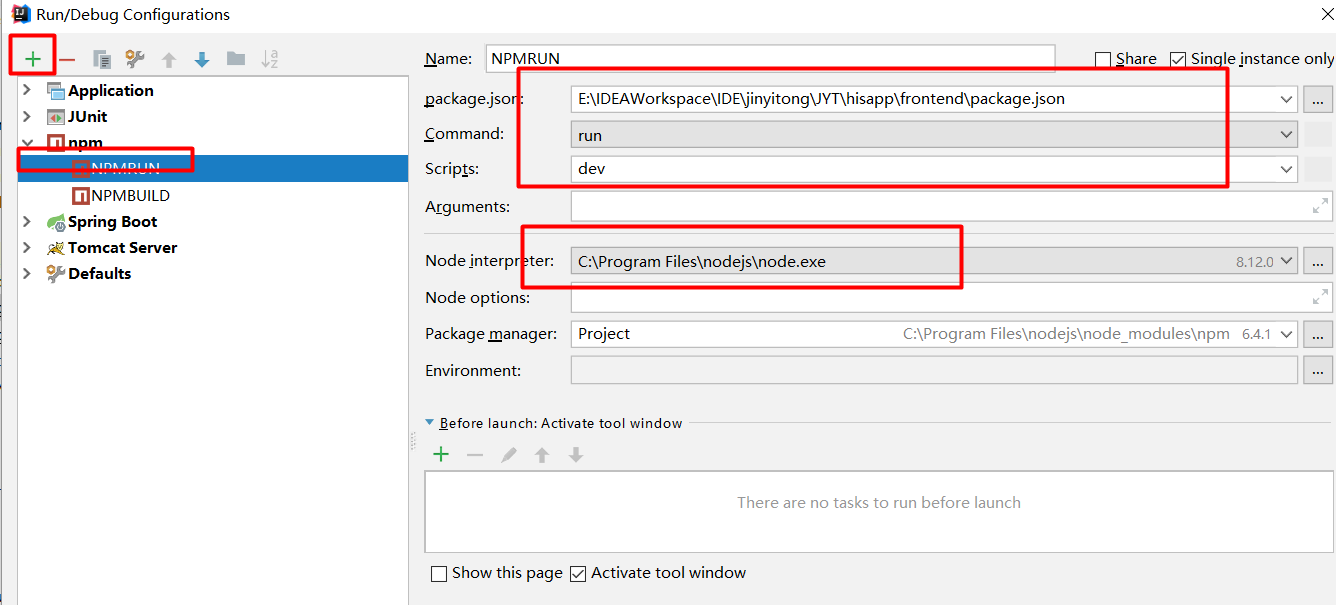 Run/Debug Configurations
Name: NPMRUN Share Single instance only
package.json: E:\IDEAWorkspace\IDE\jinyitong\JYT\hisapp\frontend\package.json ...
Command: run
Scripts: dev
Arguments:
Node interpreter: C:\Program Files\nodejs\node.exe 8.12.0 ...
Node options:
Package manager: Project C:\Program Files\nodejs\node_modules\npm 6.4.1 ...
Environment: ...
Before launch: Activate tool window
There are no tasks to run before launch
Show this page Activate tool window
Application
JUnit
npm
NPMRUN
NPMBUILD
Spring Boot
Tomcat Server
Defaults